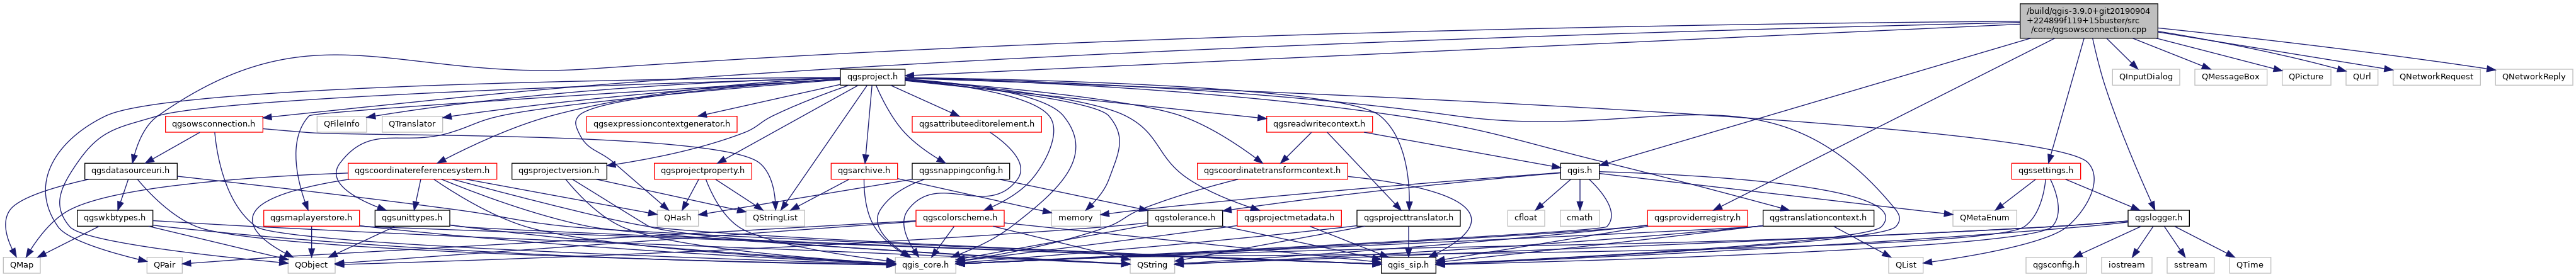 /build/qgis-3.9.0+git20190904
+224899f119+15buster/src
/core/qgsowsconnection.cpp
qgsproject.h
QInputDialog
QMessageBox
QPicture
QUrl
QNetworkRequest
QNetworkReply
qgsowsconnection.h
QFileInfo
QTranslator
qgsexpressioncontextgenerator.h
qgsattributeeditorelement.h
qgsreadwritecontext.h
qgsdatasourceuri.h
qgscoordinatereferencesystem.h
qgsprojectversion.h
qgsprojectproperty.h
qgsarchive.h
qgssnappingconfig.h
qgscoordinatetransformcontext.h
qgis.h
qgssettings.h
qgswkbtypes.h
qgsmaplayerstore.h
qgsunittypes.h
QHash
QStringList
qgscolorscheme.h
memory
qgstolerance.h
qgsprojectmetadata.h
qgsprojecttranslator.h
cfloat
cmath
qgsproviderregistry.h
qgstranslationcontext.h
QMetaEnum
qgslogger.h
QMap
QPair
QObject
qgis_core.h
QString
qgis_sip.h
QList
qgsconfig.h
iostream
sstream
QTime